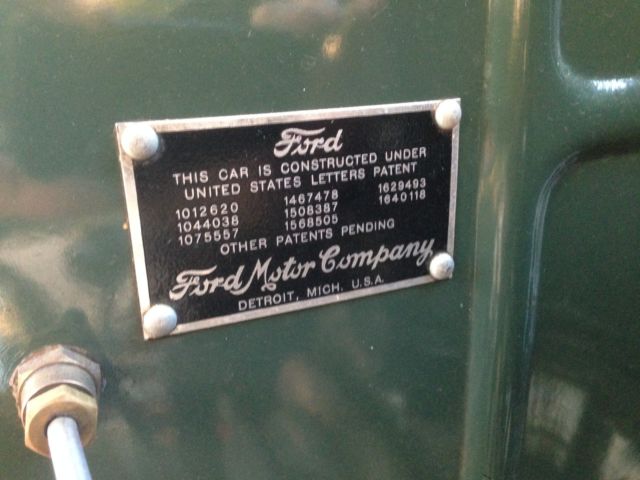 Ford
THIS CAR IS CONSTRUCTED UNDER
UNITED STATES LETTERS PATENT
1012620 1467478 1629493
1044038 1508387 1640118
1075557 1568505
OTHER PATENTS PENDING
Ford Motor Company
DETROIT, MICH. U.S.A.